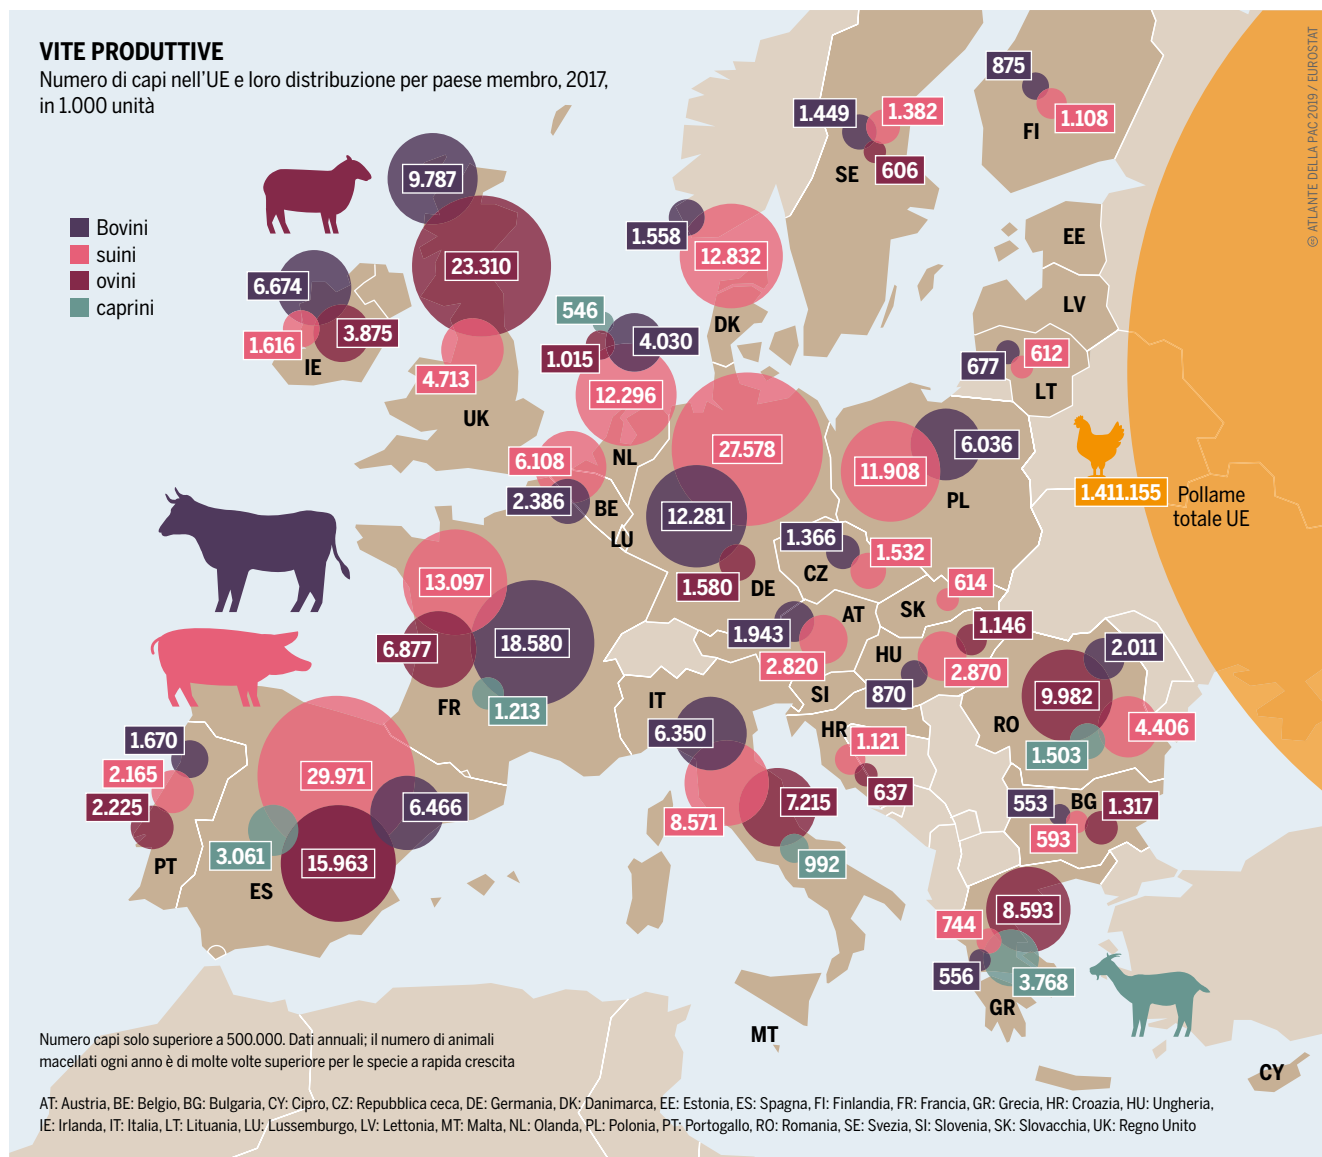 VITE PRODUTTIVE
Numero di capi nell'UE e loro distribuzione per paese membro, 2017,
in 1.000 unità
Bovini
suini
ovini
caprini
© ATLANTE DELLA PAC 2019 / EUROSTAT
875
1.108
FI
1.449
1.382
SE
606
9.787
23.310
4.713
UK
6.674
1.616
3.875
IE
1.558
12.832
DK
EE
LV
677
612
LT
546
4.030
1.015
12.296
NL
6.108
2.386
BE
LU
27.578
12.281
1.580
DE
11.908
6.036
PL
1.411.155
Pollame
totale UE
1.366
1.532
CZ
614
SK
13.097
6.877
18.580
FR
1.213
1.943
AT
2.820
HU
1.146
2.870
870
SI
2.011
9.982
RO
4.406
1.503
IT
6.350
8.571
7.215
992
HR
1.121
637
1.670
2.165
2.225
PT
29.971
6.466
3.061
15.963
ES
553
BG
1.317
593
744
8.593
556
3.768
GR
MT
CY
Numero capi solo superiore a 500.000. Dati annuali; il numero di animali
macellati ogni anno è di molte volte superiore per le specie a rapida crescita
AT: Austria, BE: Belgio, BG: Bulgaria, CY: Cipro, CZ: Repubblica ceca, DE: Germania, DK: Danimarca, EE: Estonia, ES: Spagna, FI: Finlandia, FR: Francia, GR: Grecia, HR: Croazia, HU: Ungheria,
IE: Irlanda, IT: Italia, LT: Lituania, LU: Lussemburgo, LV: Lettonia, MT: Malta, NL: Olanda, PL: Polonia, PT: Portogallo, RO: Romania, SE: Svezia, SI: Slovenia, SK: Slovacchia, UK: Regno Unito